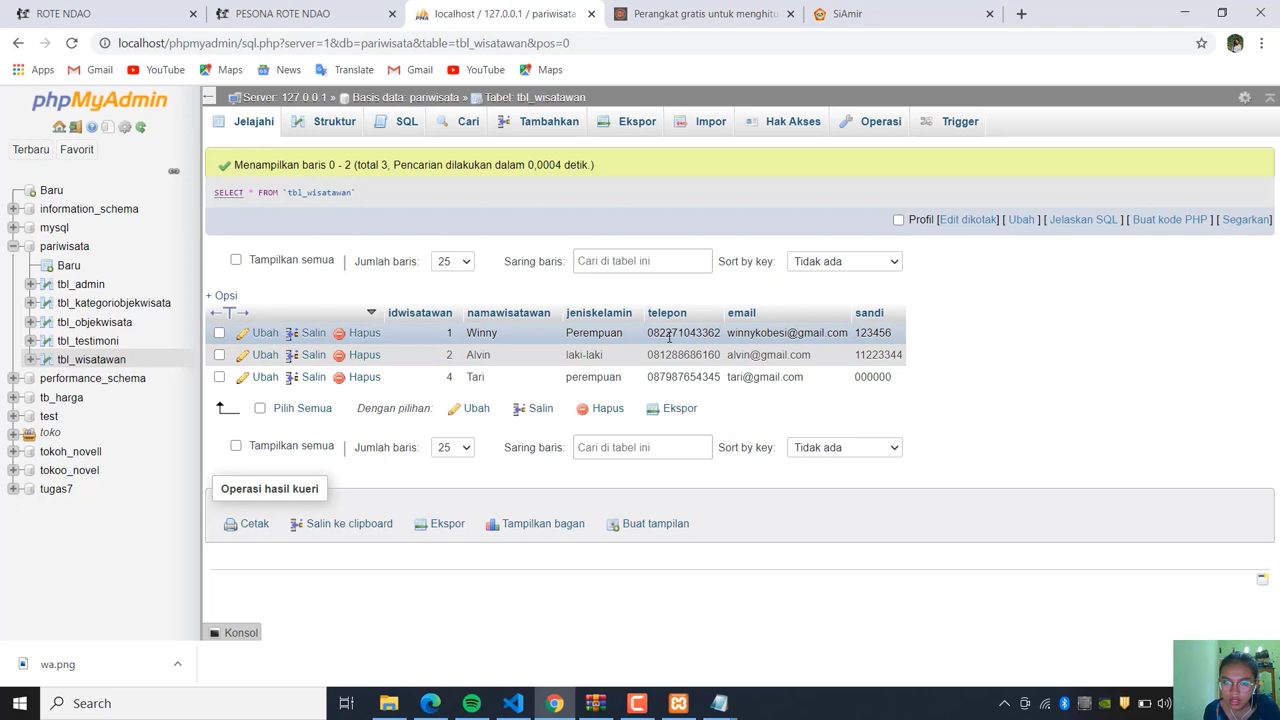 ROTE NDAO
PESONA ROTE NDAO
localhost / 127.0.0.1 / pariwisata
Perangkat gratis untuk menghitu
SiAmir
localhost/phpmyadmin/sql.php?server=1&db=pariwisata&table=tbl_wisatawan&pos=0
Apps Gmail YouTube Maps News Translate Gmail YouTube Maps
phpMyAdmin
Terbaru Favorit
Baru
information_schema
mysql
pariwisata
Baru
tbl_admin
tbl_kategoriobjekwisata
tbl_objekwisata
tbl_testimoni
tbl_wisatawan
performance_schema
tb_harga
test
toko
tokoh_novell
tokoo_novel
tugas7
Server: 127.0.0.1 » Basis data: pariwisata » Tabel: tbl_wisatawan
Jelajahi Struktur SQL Cari Tambahkan Ekspor Impor Hak Akses Operasi Trigger
Menampilkan baris 0 - 2 (total 3, Pencarian dilakukan dalam 0,0004 detik.)
SELECT * FROM `tbl_wisatawan`
Profil [Edit dikotak] [ Ubah ] [ Jelaskan SQL ] [ Buat kode PHP ] [ Segarkan]
Tampilkan semua | Jumlah baris: 25 Saring baris: Cari di tabel ini Sort by key: Tidak ada
+ Opsi
←T→ idwisatawan namawisatawan jeniskelamin telepon email sandi
Ubah Salin Hapus 1 Winny Perempuan 082271043362 winnykobesi@gmail.com 123456
Ubah Salin Hapus 2 Alvin laki-laki 081288686160 alvin@gmail.com 11223344
Ubah Salin Hapus 4 Tari perempuan 087987654345 tari@gmail.com 000000
Pilih Semua Dengan pilihan: Ubah Salin Hapus Ekspor
Tampilkan semua | Jumlah baris: 25 Saring baris: Cari di tabel ini Sort by key: Tidak ada
Operasi hasil kueri
Cetak Salin ke clipboard Ekspor Tampilkan bagan Buat tampilan
Konsol
wa.png
Search